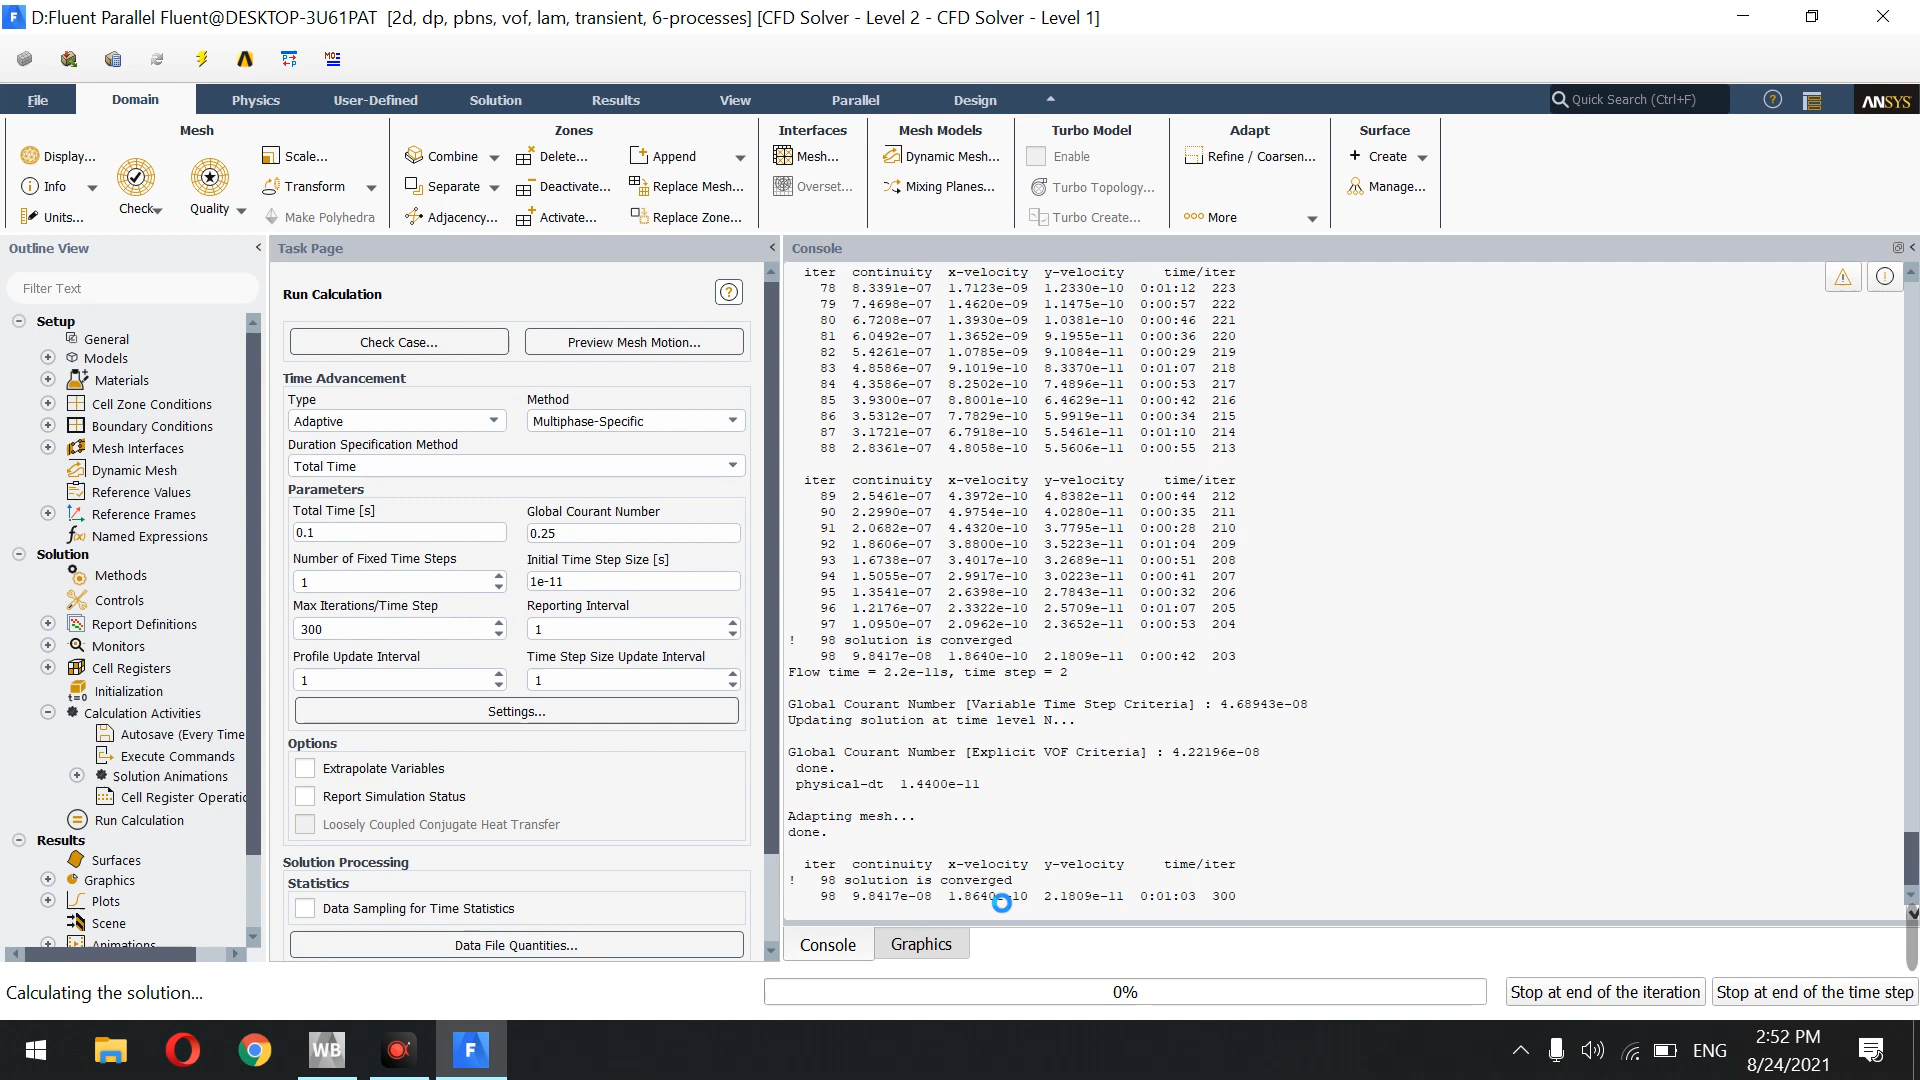 D:Fluent Parallel Fluent@DESKTOP-3U61PAT [2d, dp, pbns, vof, lam, transient, 6-processes] [CFD Solver - Level 2 - CFD Solver - Level 1]
File Domain Physics User-Defined Solution Results View Parallel Design Quick Search (Ctrl+F) ANSYS
Mesh Zones Interfaces Mesh Models Turbo Model Adapt Surface
Display... Scale... Combine Delete... Append Mesh... Dynamic Mesh... Enable Refine / Coarsen... Create
Info Transform Separate Deactivate... Replace Mesh... Overset... Mixing Planes... Turbo Topology... Manage...
Check Quality
Units... Make Polyhedra Adjacency... Activate... Replace Zone... Turbo Create... More
Outline View
Filter Text
Setup
General
Models
Materials
Cell Zone Conditions
Boundary Conditions
Mesh Interfaces
Dynamic Mesh
Reference Values
Reference Frames
Named Expressions
Solution
Methods
Controls
Report Definitions
Monitors
Cell Registers
Initialization
Calculation Activities
Autosave (Every Time
Execute Commands
Solution Animations
Cell Register Operatio
Run Calculation
Results
Surfaces
Graphics
Plots
Scene
Animations
Task Page
Run Calculation
Check Case... Preview Mesh Motion...
Time Advancement
Type Method
Adaptive Multiphase-Specific
Duration Specification Method
Total Time
Parameters
Total Time [s] Global Courant Number
0.1 0.25
Number of Fixed Time Steps Initial Time Step Size [s]
1 1e-11
Max Iterations/Time Step Reporting Interval
300 1
Profile Update Interval Time Step Size Update Interval
1 1
Settings...
Options
Extrapolate Variables
Report Simulation Status
Loosely Coupled Conjugate Heat Transfer
Solution Processing
Statistics
Data Sampling for Time Statistics
Data File Quantities...
Console
iter continuity x-velocity y-velocity time/iter
78 8.3391e-07 1.7123e-09 1.2330e-10 0:01:12 223
79 7.4698e-07 1.4620e-09 1.1475e-10 0:00:57 222
80 6.7208e-07 1.3930e-09 1.0381e-10 0:00:46 221
81 6.0492e-07 1.3652e-09 9.1955e-11 0:00:36 220
82 5.4261e-07 1.0785e-09 9.1084e-11 0:00:29 219
83 4.8586e-07 9.1019e-10 8.3370e-11 0:01:07 218
84 4.3586e-07 8.2502e-10 7.4896e-11 0:00:53 217
85 3.9300e-07 8.8001e-10 6.4629e-11 0:00:42 216
86 3.5312e-07 7.7829e-10 5.9919e-11 0:00:34 215
87 3.1721e-07 6.7918e-10 5.5461e-11 0:01:10 214
88 2.8361e-07 4.8058e-10 5.5606e-11 0:00:55 213
iter continuity x-velocity y-velocity time/iter
89 2.5461e-07 4.3972e-10 4.8382e-11 0:00:44 212
90 2.2990e-07 4.9754e-10 4.0280e-11 0:00:35 211
91 2.0682e-07 4.4320e-10 3.7795e-11 0:00:28 210
92 1.8606e-07 3.8800e-10 3.5223e-11 0:01:04 209
93 1.6738e-07 3.4017e-10 3.2689e-11 0:00:51 208
94 1.5055e-07 2.9917e-10 3.0223e-11 0:00:41 207
95 1.3541e-07 2.6398e-10 2.7843e-11 0:00:32 206
96 1.2176e-07 2.3322e-10 2.5709e-11 0:01:07 205
97 1.0950e-07 2.0962e-10 2.3652e-11 0:00:53 204
! 98 solution is converged
98 9.8417e-08 1.8640e-10 2.1809e-11 0:00:42 203
Flow time = 2.2e-11s, time step = 2
Global Courant Number [Variable Time Step Criteria] : 4.68943e-08
Updating solution at time level N...
Global Courant Number [Explicit VOF Criteria] : 4.22196e-08
done.
physical-dt 1.4400e-11
Adapting mesh...
done.
iter continuity x-velocity y-velocity time/iter
! 98 solution is converged
98 9.8417e-08 1.8640e-10 2.1809e-11 0:01:03 300
Console Graphics
Calculating the solution... 0% Stop at end of the iteration Stop at end of the time step
WB F ENG 2:52 PM
8/24/2021